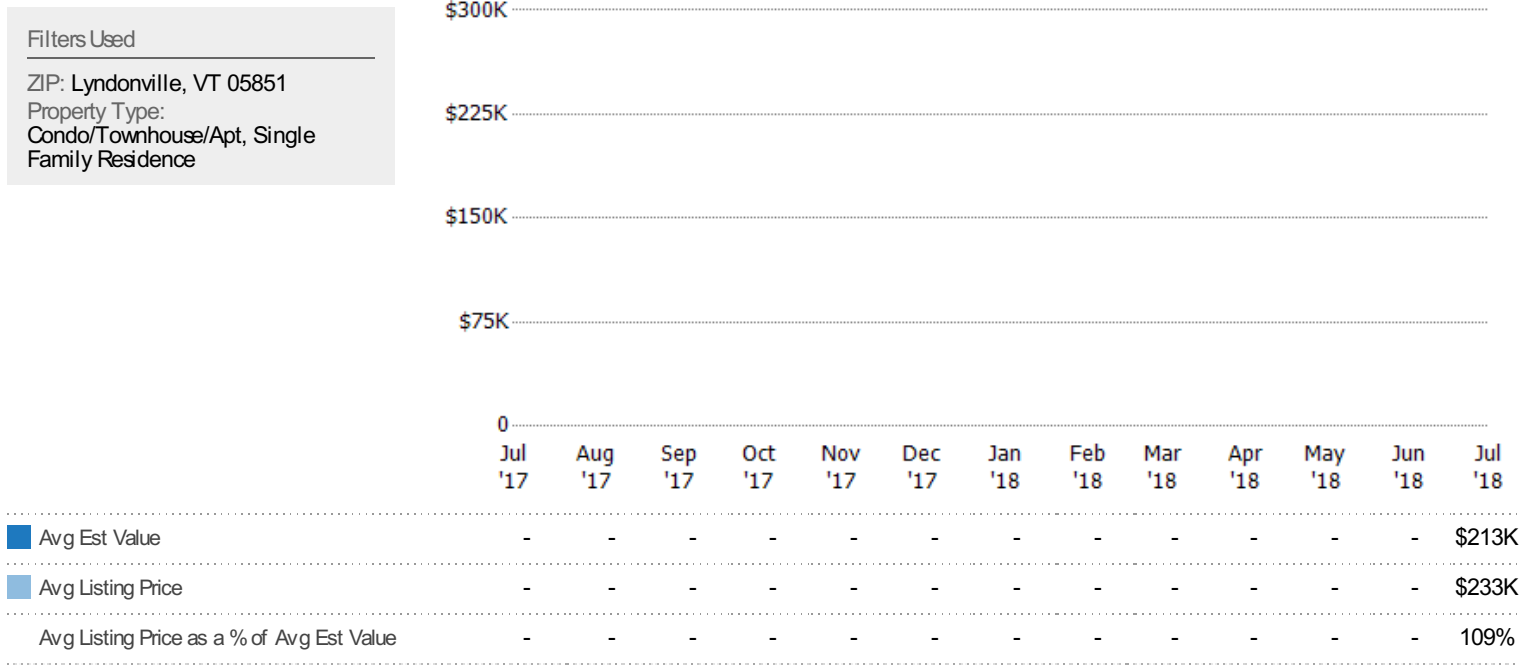 Filters Used
ZIP: Lyndonville, VT 05851
Property Type:
Condo/Townhouse/Apt, Single
Family Residence
$300K
$225K
$150K
$75K
0
Jul Aug Sep Oct Nov Dec Jan Feb Mar Apr May Jun Jul
'17 '17 '17 '17 '17 '17 '18 '18 '18 '18 '18 '18 '18
Avg Est Value - - - - - - - - - - - - $213K
Avg Listing Price - - - - - - - - - - - - $233K
Avg Listing Price as a % of Avg Est Value - - - - - - - - - - - - 109%